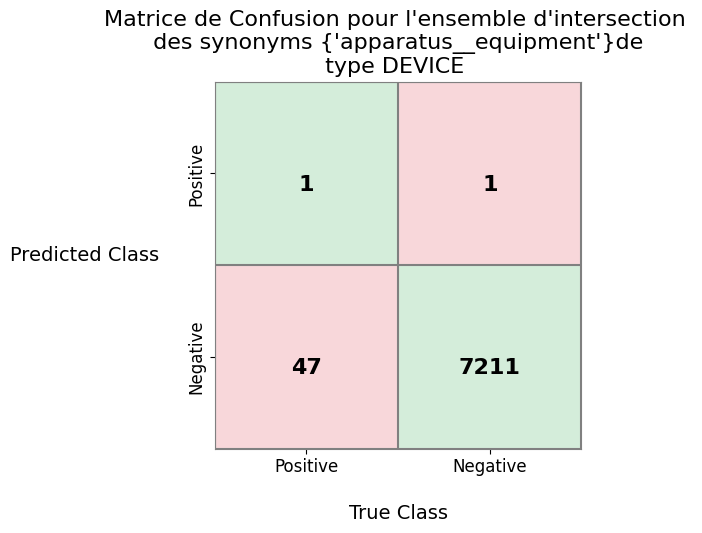 Matrice de Confusion pour l'ensemble d'intersection
des synonyms {'apparatus__equipment'}de
type DEVICE
Positive
1
1
Predicted Class
Negative
47
7211
Positive
Negative
True Class